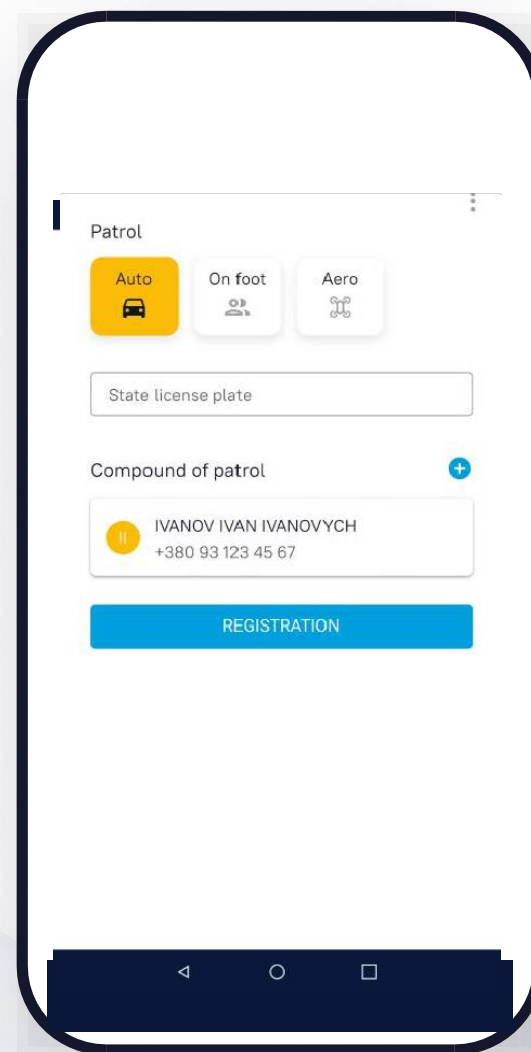 Patrol
Auto
On foot
Aero
State license plate
Compound of patrol
II
IVANOV IVAN IVANOVYCH
+380 93 123 45 67
REGISTRATION